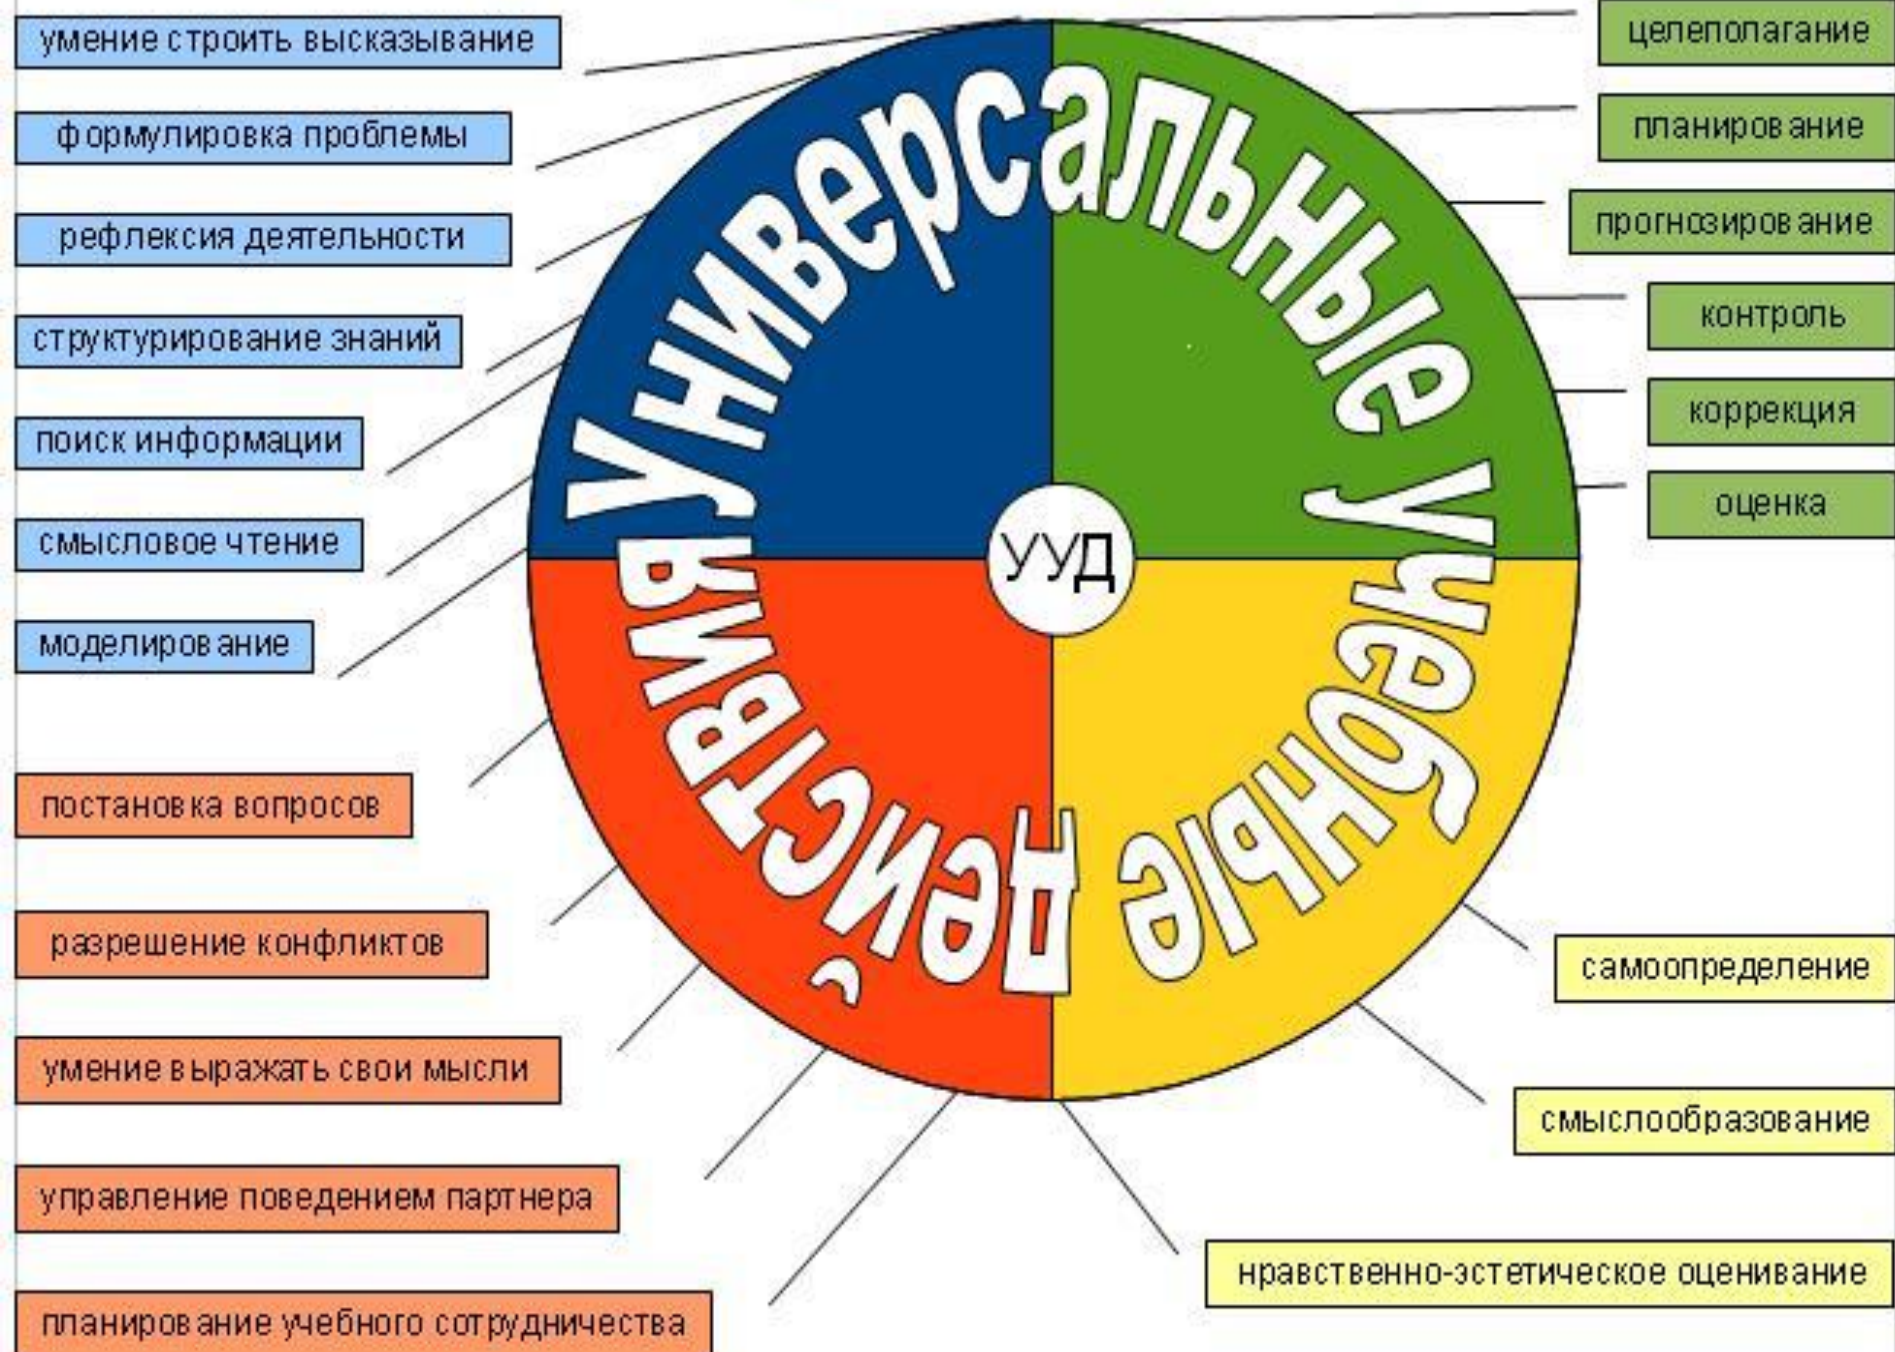 умение строить высказывание
формулировка проблемы
рефлексия деятельности
структурирование знаний
поиск информации
смысловое чтение
моделирование
постановка вопросов
разрешение конфликтов
умение выражать свои мысли
управление поведением партнера
планирование учебного сотрудничества
Универсальные учебные действия
УУД
целеполагание
планирование
прогнозирование
контроль
коррекция
оценка
самоопределение
смыслообразование
нравственно-эстетическое оценивание